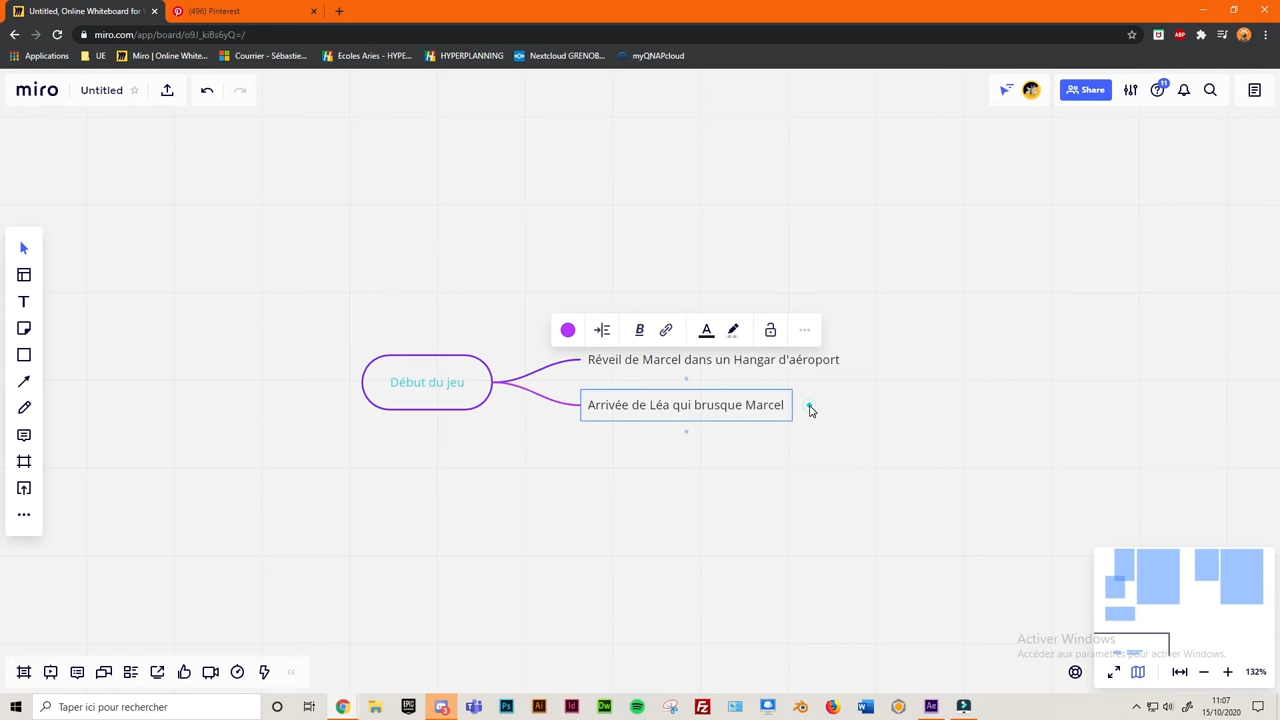 Untitled, Online Whiteboard for
(496) Pinterest
miro.com/app/board/o9J_kiBs6yQ=/
Applications
UE
Miro | Online White...
Courrier - Sébastie...
Ecoles Aries - HYPE...
HYPERPLANNING
Nextcloud GRENOB...
myQNAPcloud
miro
Untitled
Share
11
Réveil de Marcel dans un Hangar d'aéroport
Début du jeu
Arrivée de Léa qui brusque Marcel
Activer Windows
Accédez aux paramètres pour activer Windows.
132%
Taper ici pour rechercher
11:07
15/10/2020